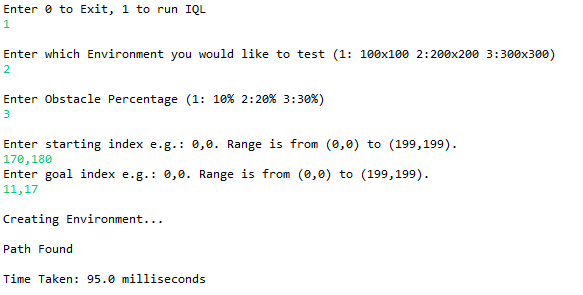 Enter 0 to Exit, 1 to run IQL
1
Enter which Environment you would like to test (1: 100x100 2:200x200 3:300x300)
2
Enter Obstacle Percentage (1: 10% 2:20% 3:30%)
3
Enter starting index e.g.: 0,0. Range is from (0,0) to (199,199).
170,180
Enter goal index e.g.: 0,0. Range is from (0,0) to (199,199).
11,17
Creating Environment...
Path Found
Time Taken: 95.0 milliseconds